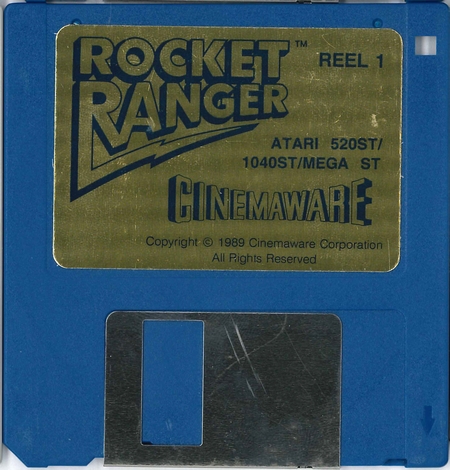 ROCKET™ REEL 1
RANGER
ATARI 520ST/
1040ST/MEGA ST
CINEMAWARE
Copyright © 1989 Cinemaware Corporation
All Rights Reserved